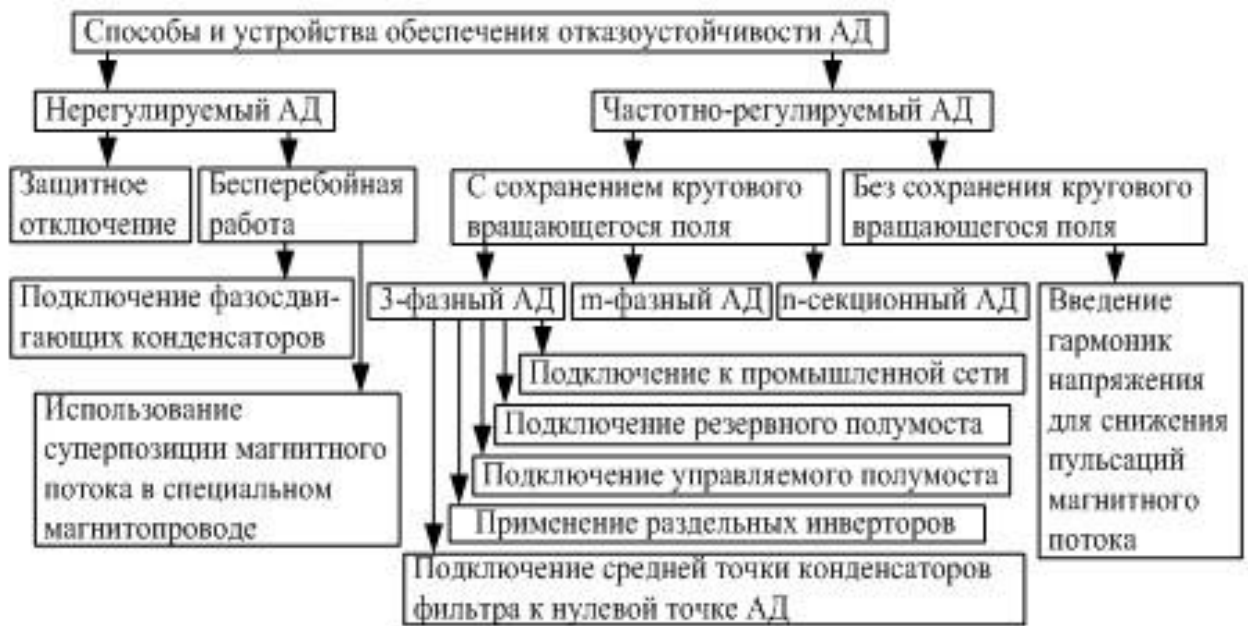 Способы и устройства обеспечения отказоустойчивости АД
Нерегулируемый АД
Частотно-регулируемый АД
Защитное
отключение
Бесперебойная
работа
С сохранением кругового
вращающегося поля
Без сохранения кругового
вращающегося поля
Подключение фазосдви-
гающих конденсаторов
3-фазный АД
m-фазный АД
n-секционный АД
Введение
гармоник
напряжения
для снижения
пульсаций
магнитного
потока
Использование
суперпозиции магнитного
потока в специальном
магнитопроводе
Подключение к промышленной сети
Подключение резервного полумоста
Подключение управляемого полумоста
Применение раздельных инверторов
Подключение средней точки конденсаторов
фильтра к нулевой точке АД